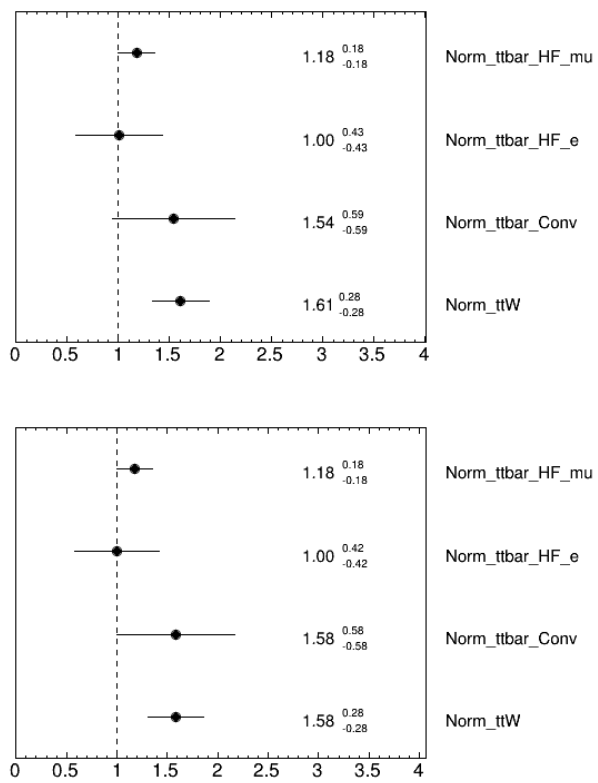 1.18 0.18 -0.18 Norm_ttbar_HF_mu
1.00 0.43 -0.43 Norm_ttbar_HF_e
1.54 0.59 -0.59 Norm_ttbar_Conv
1.61 0.28 -0.28 Norm_ttW
0 0.5 1 1.5 2 2.5 3 3.5 4
1.18 0.18 -0.18 Norm_ttbar_HF_mu
1.00 0.42 -0.42 Norm_ttbar_HF_e
1.58 0.58 -0.58 Norm_ttbar_Conv
1.58 0.28 -0.28 Norm_ttW
0 0.5 1 1.5 2 2.5 3 3.5 4